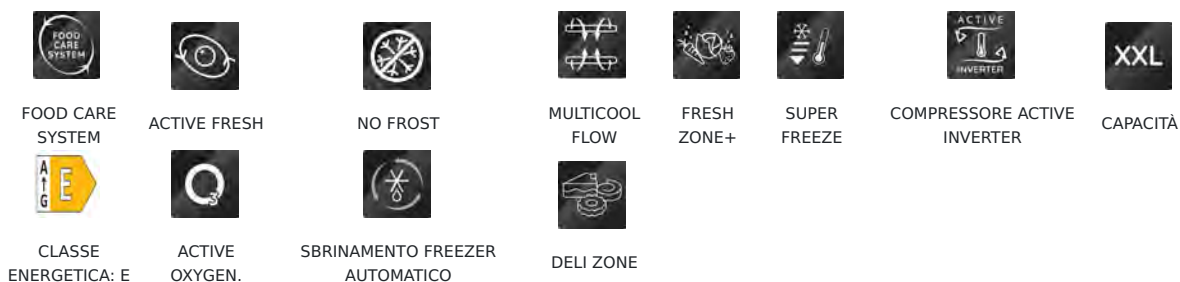 FOOD
CARE
SYSTEM
ACTIVE
INVERTER
XXL
FOOD CARE
SYSTEM
ACTIVE FRESH
NO FROST
MULTICOOL
FLOW
FRESH
ZONE+
SUPER
FREEZE
COMPRESSORE ACTIVE
INVERTER
CAPACITÀ
A
G
E
O3
CLASSE
ENERGETICA: E
ACTIVE
OXYGEN.
SBRINAMENTO FREEZER
AUTOMATICO
DELI ZONE